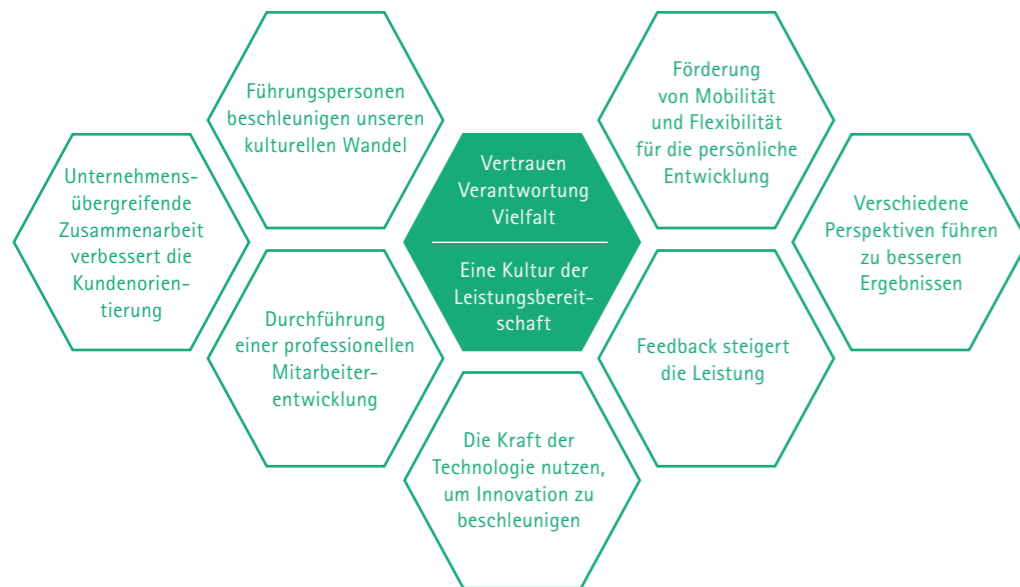 Führungspersonen
beschleunigen unseren
kulturellen Wandel
Förderung
von Mobilität
und Flexibilität
für die persönliche
Entwicklung
Unternehmens-
übergreifende
Zusammenarbeit
verbessert die
Kundenorien-
tierung
Vertrauen
Verantwortung
Vielfalt
Eine Kultur der
Leistungsbereit-
schaft
Verschiedene
Perspektiven führen
zu besseren
Ergebnissen
Durchführung
einer professionellen
Mitarbeiter-
entwicklung
Feedback steigert
die Leistung
Die Kraft der
Technologie nutzen,
um Innovation zu
beschleunigen